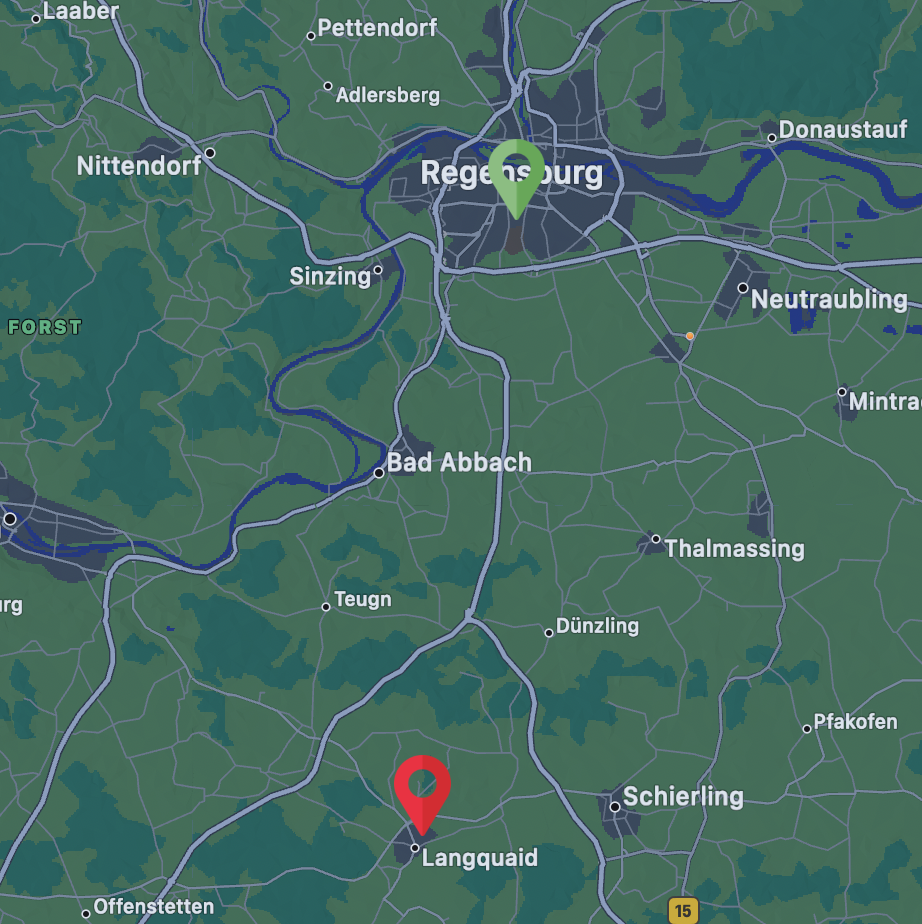 Laaber
Pettendorf
Adlersberg
Donaustauf
Nittendorf
Regensburg
Sinzing
Neutraubling
FORST
Mintra
Bad Abbach
Thalmassing
urg
Teugn
Dünzling
Pfakofen
Schierling
Langquaid
Offenstetten
15